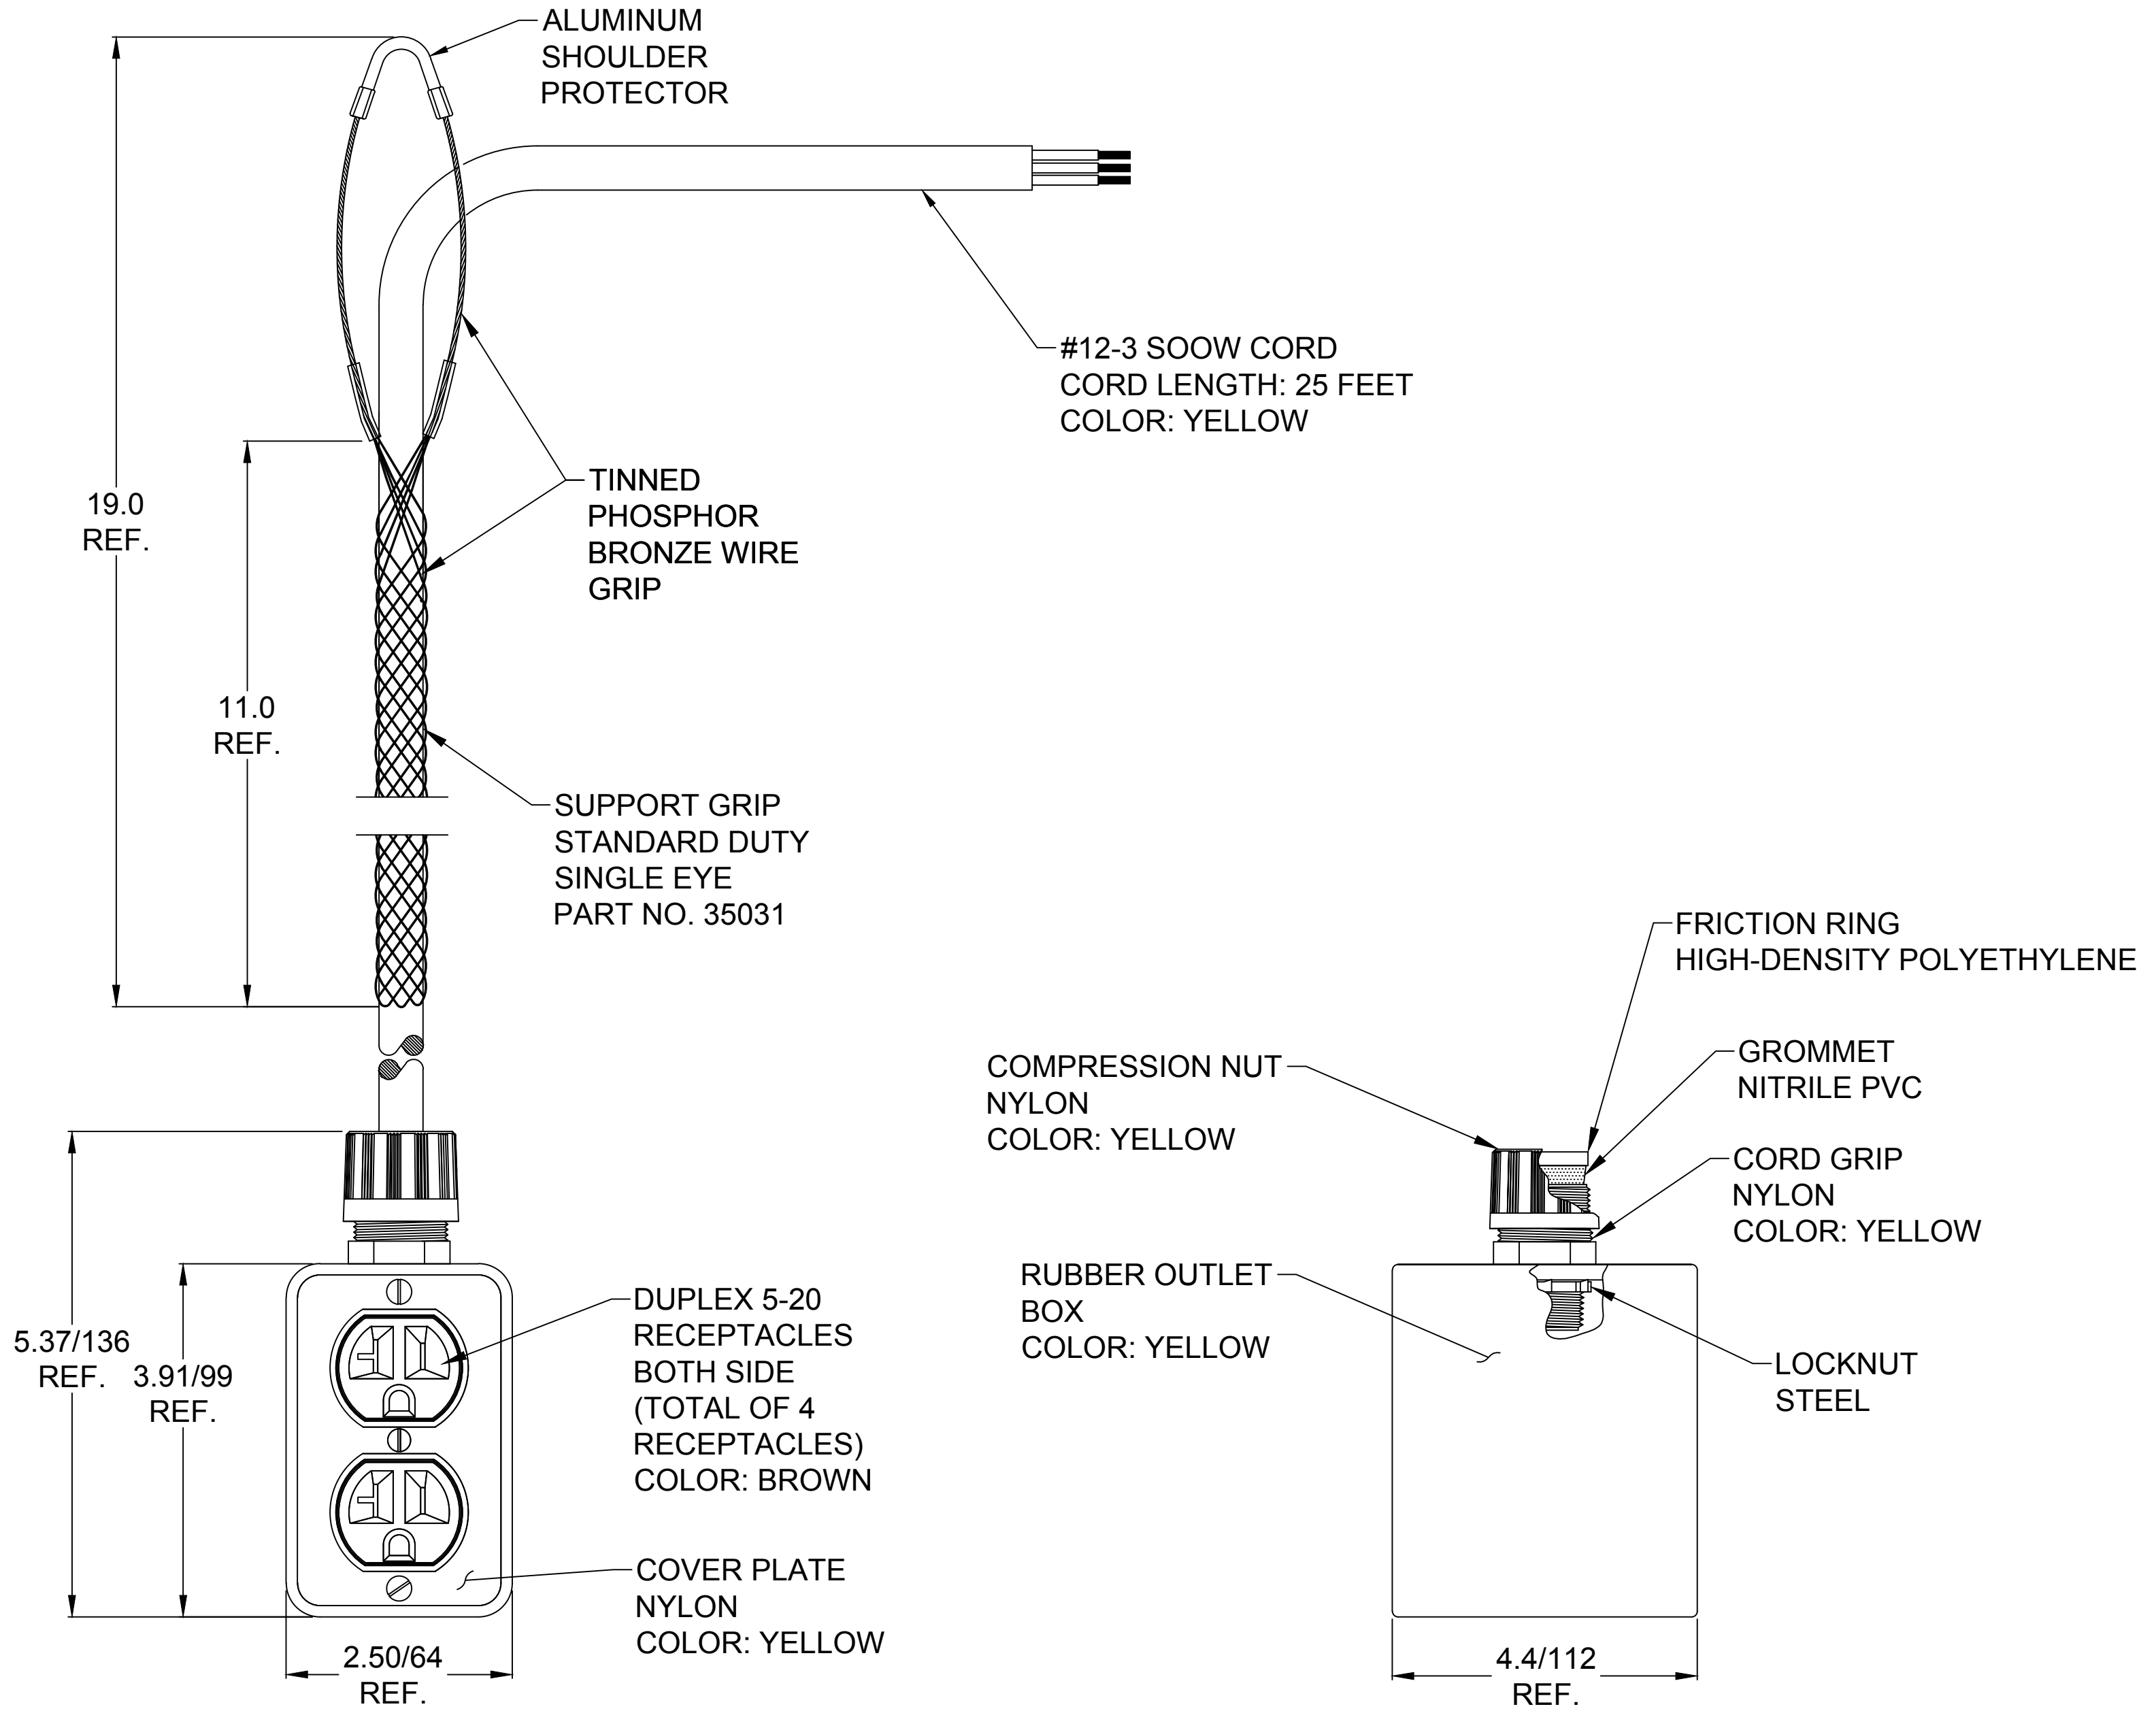 ALUMINUM
SHOULDER
PROTECTOR
#12-3 SOOW CORD
CORD LENGTH: 25 FEET
COLOR: YELLOW
19.0
REF.
TINNED
PHOSPHOR
BRONZE WIRE
GRIP
11.0
REF.
SUPPORT GRIP
STANDARD DUTY
SINGLE EYE
PART NO. 35031
FRICTION RING
HIGH-DENSITY POLYETHYLENE
COMPRESSION NUT
NYLON
COLOR: YELLOW
GROMMET
NITRILE PVC
CORD GRIP
NYLON
COLOR: YELLOW
RUBBER OUTLET
BOX
COLOR: YELLOW
LOCKNUT
STEEL
5.37/136
REF.
3.91/99
REF.
DUPLEX 5-20
RECEPTACLES
BOTH SIDE
(TOTAL OF 4
RECEPTACLES)
COLOR: BROWN
COVER PLATE
NYLON
COLOR: YELLOW
2.50/64
REF.
4.4/112
REF.